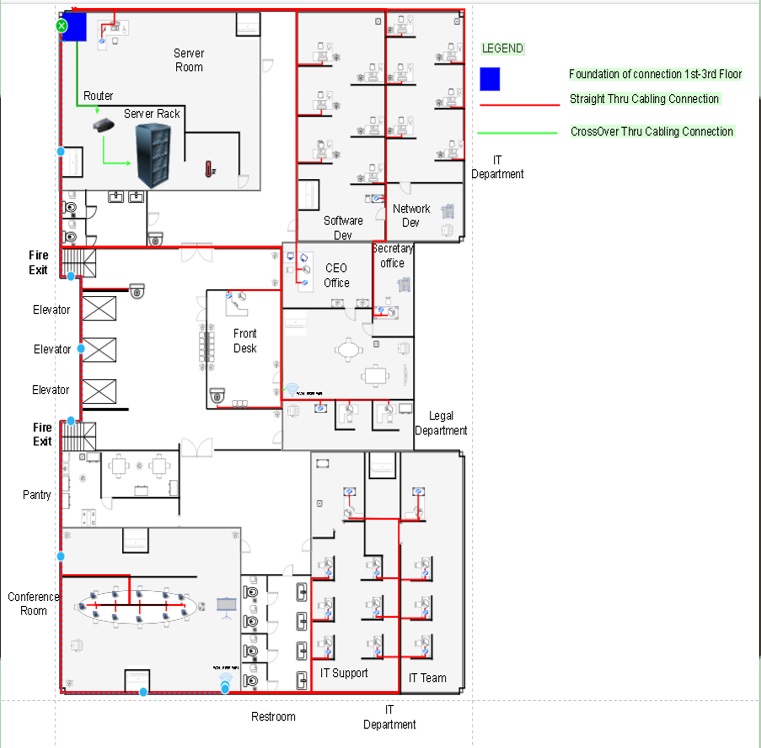 LEGEND
Foundation of connection 1st-3rd Floor
Straight Thru Cabling Connection
CrossOver Thru Cabling Connection
IT
Department
Server
Room
Router
Server Rack
Software
Dev
Network
Dev
Fire
Exit
CEO
Office
Secretary
office
Elevator
Elevator
Elevator
Front
Desk
Fire
Exit
Legal
Department
Pantry
Conference
Room
IT Support
IT Team
Restroom
IT
Department